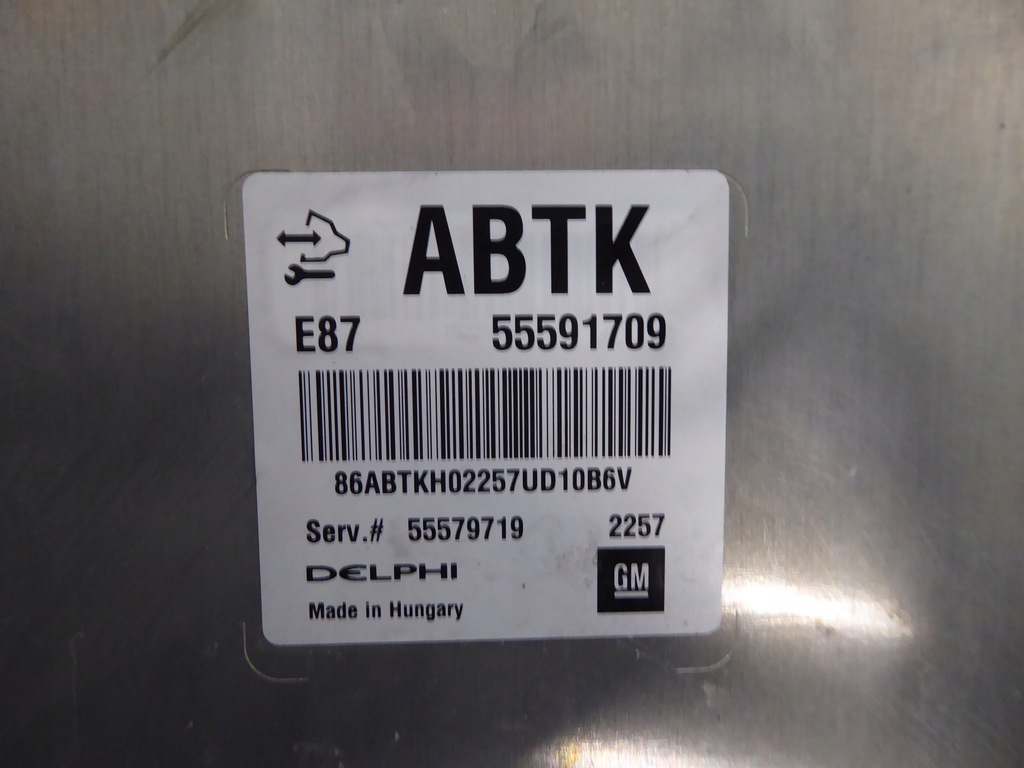 ABTK
E87 55591709
86ABTKH02257UD10B6V
Serv.# 55579719 2257
DELPHI
GM
Made in Hungary